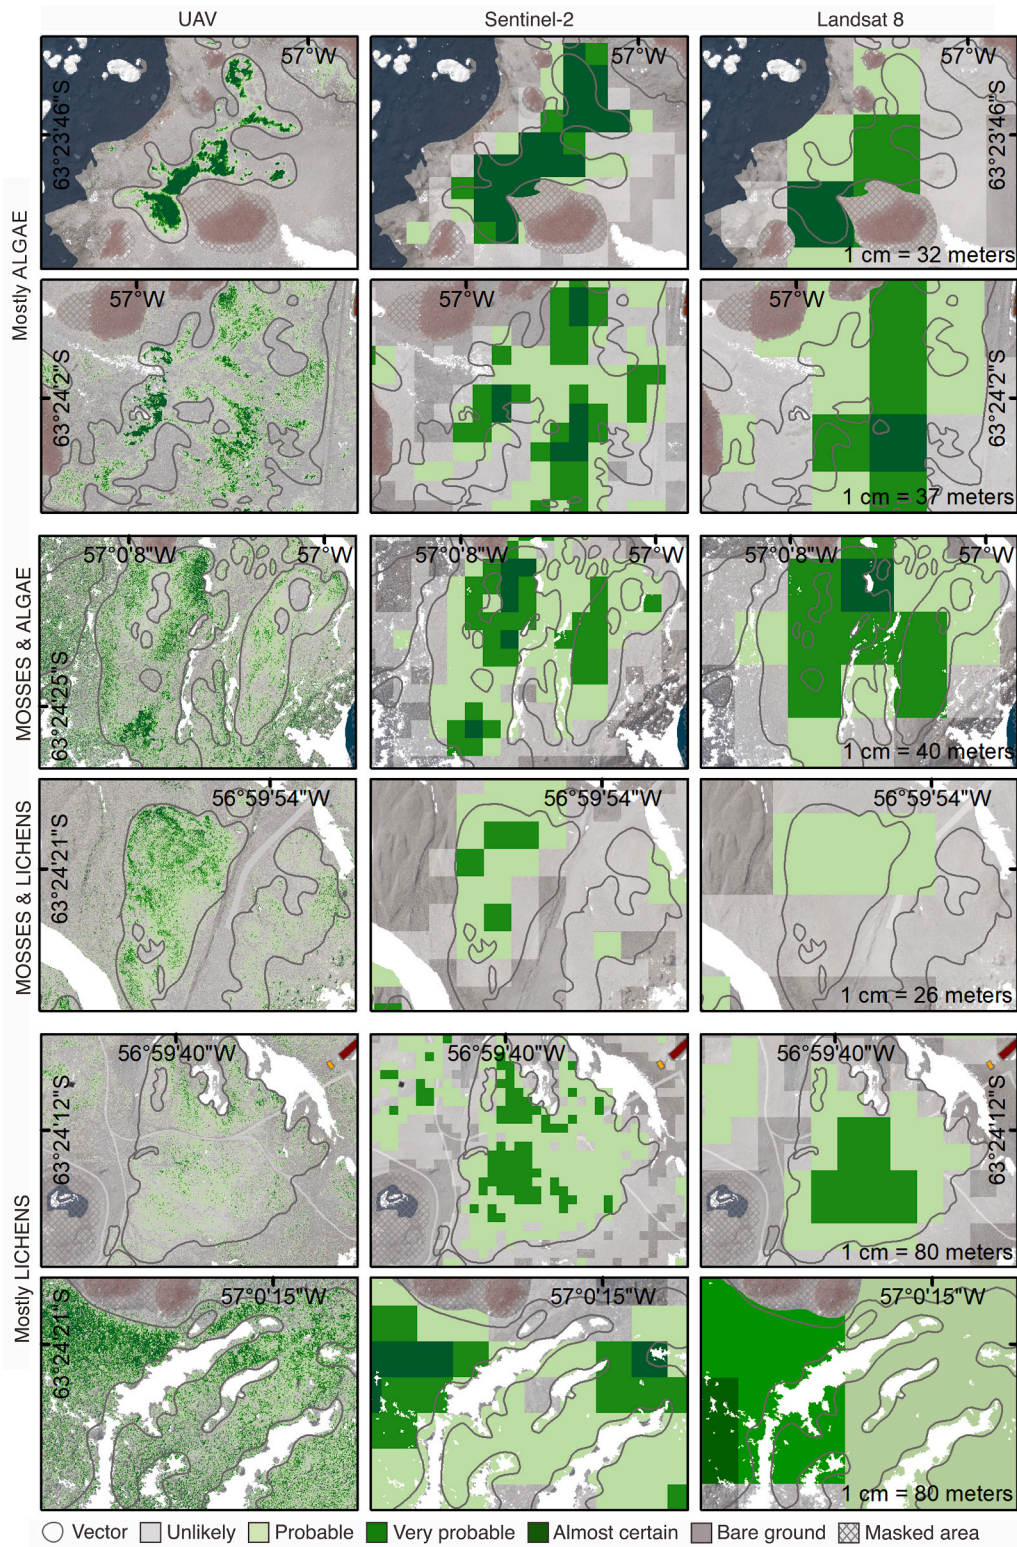 UAV Sentinel-2 Landsat 8
Mostly ALGAE
57°W
63°23'46"S
63°23'46"S
1 cm = 32 meters
57°W
57°W
57°W
63°24'2"S
63°24'2"S
1 cm = 37 meters
MOSSES & ALGAE
57°0'8"W 57°W
57°0'8"W 57°W
57°0'8"W 57°W
63°24'25"S
1 cm = 40 meters
MOSSES & LICHENS
56°59'54"W
56°59'54"W
56°59'54"W
63°24'21"S
1 cm = 26 meters
Mostly LICHENS
56°59'40"W
56°59'40"W
56°59'40"W
63°24'12"S
63°24'12"S
1 cm = 80 meters
57°0'15"W
57°0'15"W
57°0'15"W
63°24'21"S
1 cm = 80 meters
Vector Unlikely Probable Very probable Almost certain Bare ground Masked area